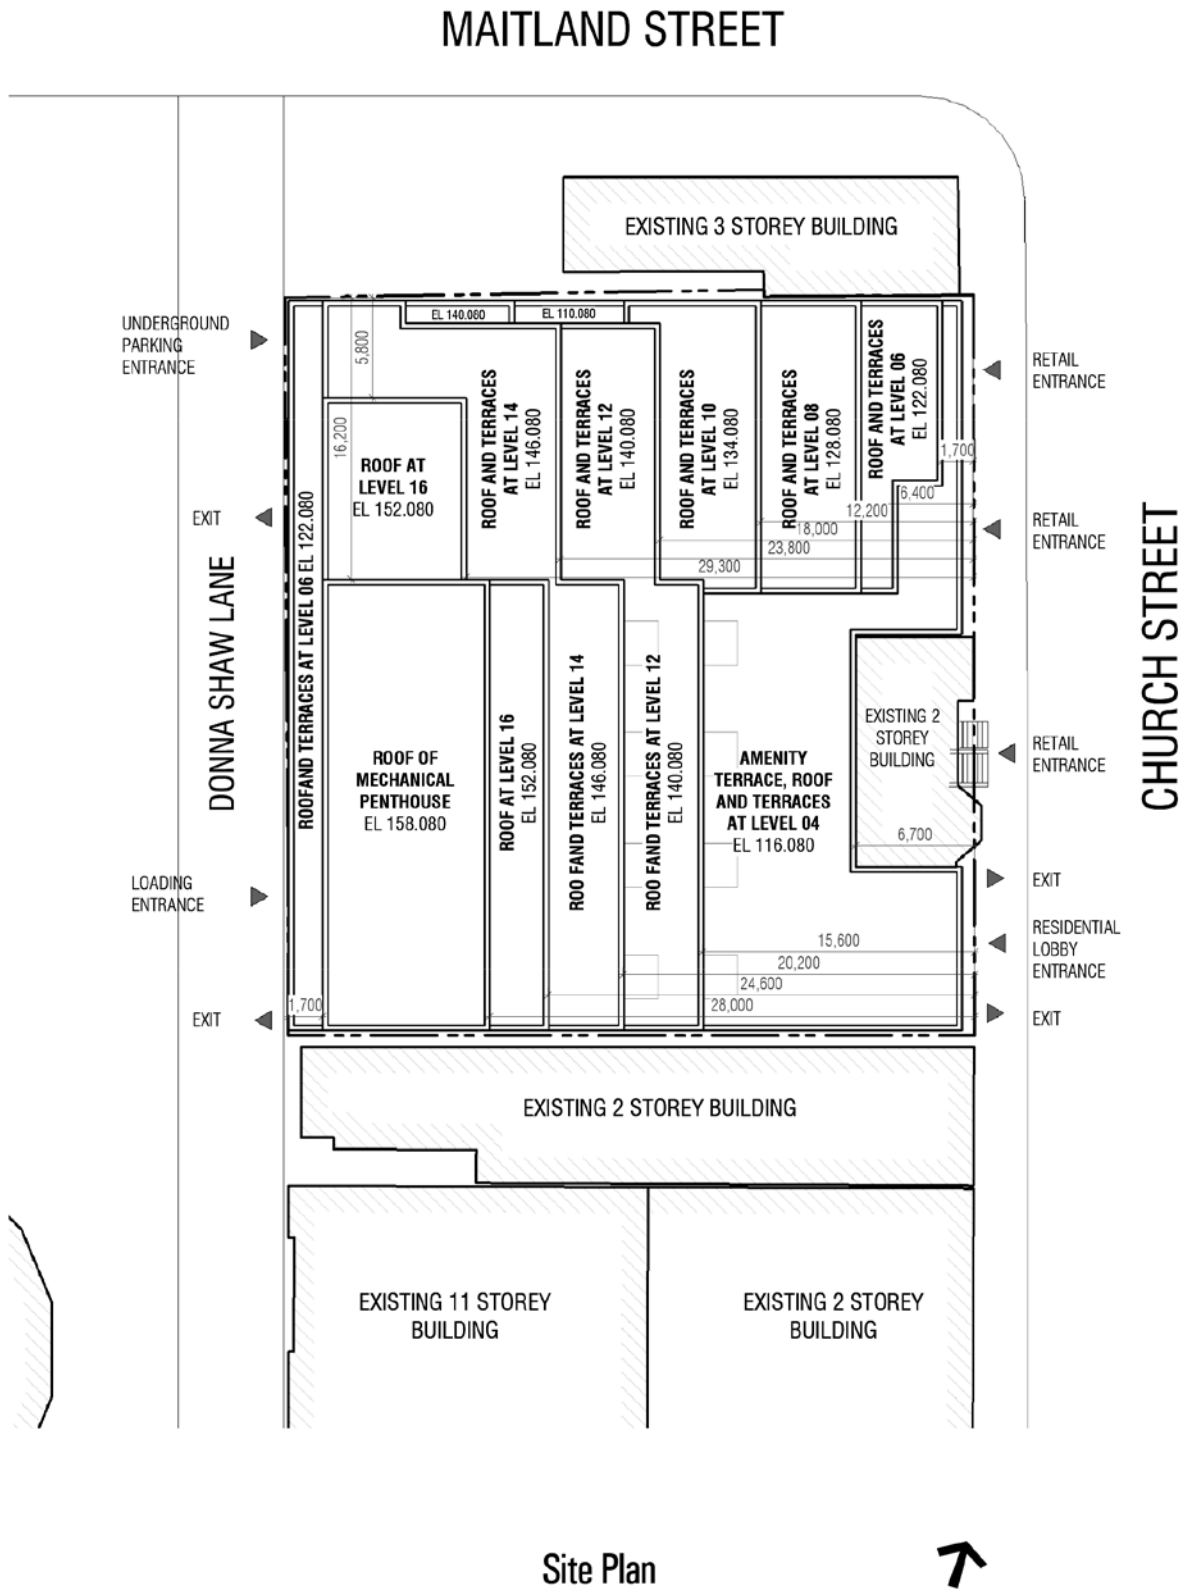 MAITLAND STREET
EXISTING 3 STOREY BUILDING
UNDERGROUND
PARKING
ENTRANCE
EL 140.080
EL 110.080
5,800
16,200
ROOF AT
LEVEL 16
EL 152.080
ROOF AND TERRACES
AT LEVEL 14
EL 146.080
ROOF AND TERRACES
AT LEVEL 12
EL 140.080
ROOF AND TERRACES
AT LEVEL 10
EL 134.080
ROOF AND TERRACES
AT LEVEL 08
EL 128.080
ROOF AND TERRACES
AT LEVEL 06
EL 122.080
RETAIL
ENTRANCE
1,700
6,400
12,200
18,000
23,800
29,300
EXIT
RETAIL
ENTRANCE
DONNA SHAW LANE
CHURCH STREET
ROOFAND TERRACES AT LEVEL 06 EL 122.080
ROOF OF
MECHANICAL
PENTHOUSE
EL 158.080
ROOF AT LEVEL 16
EL 152.080
ROO FAND TERRACES AT LEVEL 14
EL 146.080
ROO FAND TERRACES AT LEVEL 12
EL 140.080
AMENITY
TERRACE, ROOF
AND TERRACES
AT LEVEL 04
EL 116.080
EXISTING 2
STOREY
BUILDING
RETAIL
ENTRANCE
6,700
LOADING
ENTRANCE
EXIT
RESIDENTIAL
LOBBY
ENTRANCE
15,600
20,200
24,600
28,000
1,700
EXIT
EXIT
EXISTING 2 STOREY BUILDING
EXISTING 11 STOREY
BUILDING
EXISTING 2 STOREY
BUILDING
Site Plan